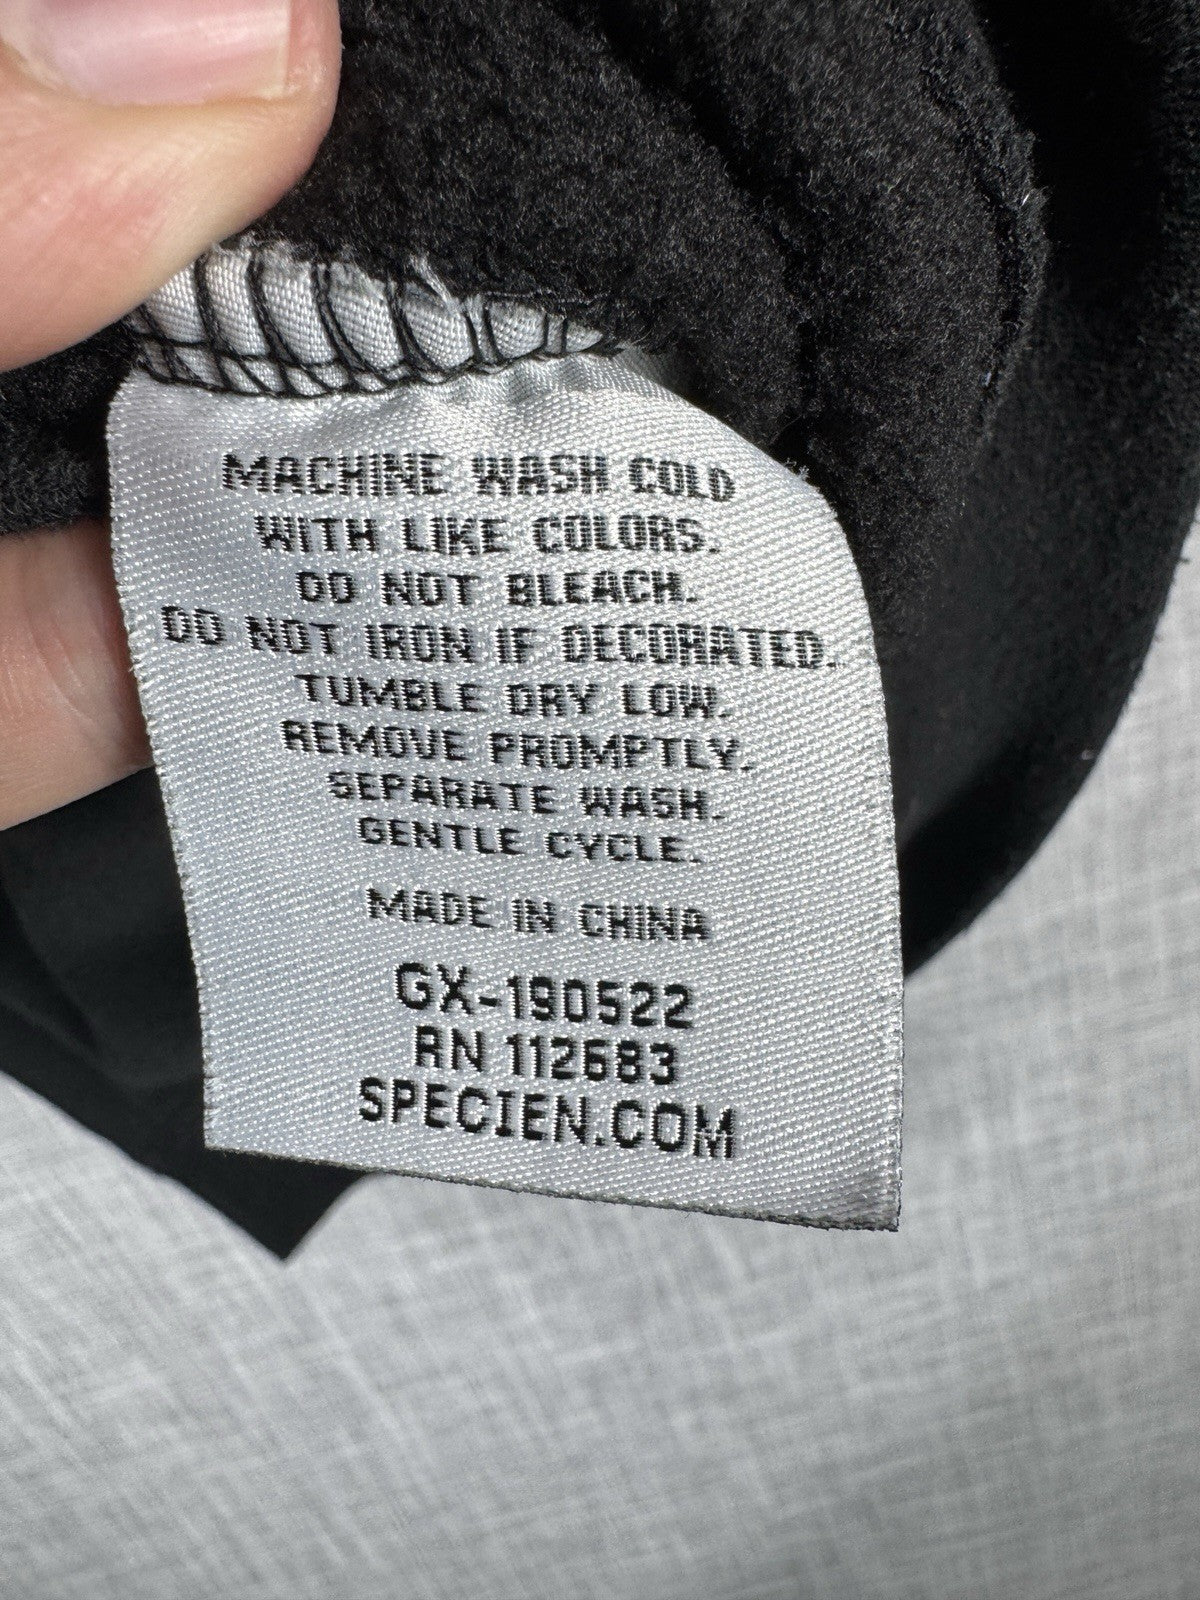 MACHINE WASH COLD
WITH LIKE COLORS.
DO NOT BLEACH.
DO NOT IRON IF DECORATED.
TUMBLE DRY LOW.
REMOVE PROMPTLY.
SEPARATE WASH.
GENTLE CYCLE.
MADE IN CHINA
GX-190522
RN 112683
SPECIEN.COM